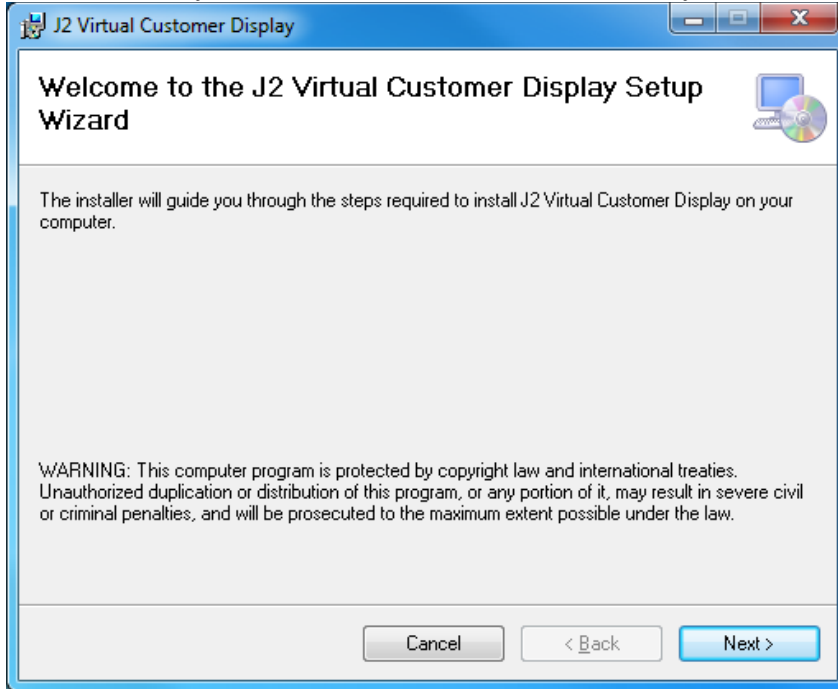 J2 Virtual Customer Display
Welcome to the J2 Virtual Customer Display Setup
Wizard
The installer will guide you through the steps required to install J2 Virtual Customer Display on your
computer.
WARNING: This computer program is protected by copyright law and international treaties.
Unauthorized duplication or distribution of this program, or any portion of it, may result in severe civil
or criminal penalties, and will be prosecuted to the maximum extent possible under the law.
Cancel < Back Next >